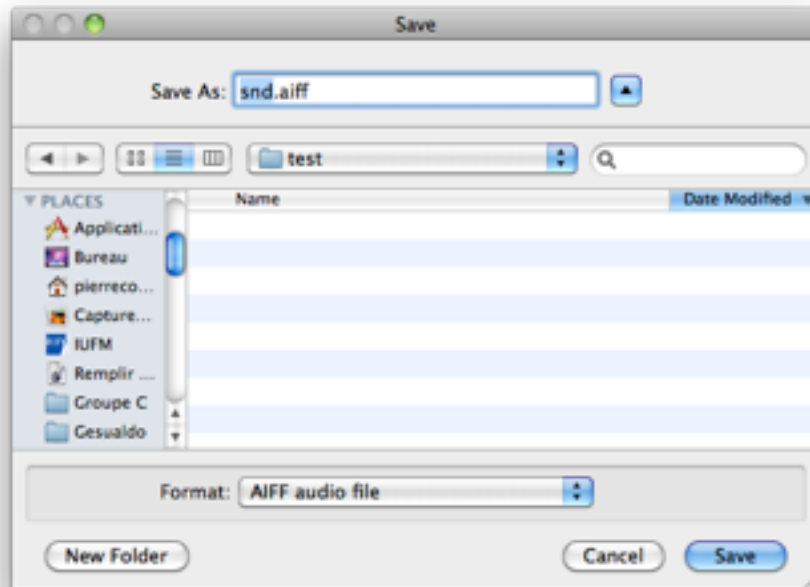 Save
Save As: snd.aiff
test
PLACES
Name Date Modified
Applicati...
Bureau
pierreco...
Capture...
IUFM
Remplir ...
Groupe C
Gesualdo
Format: AIFF audio file
New Folder Cancel Save